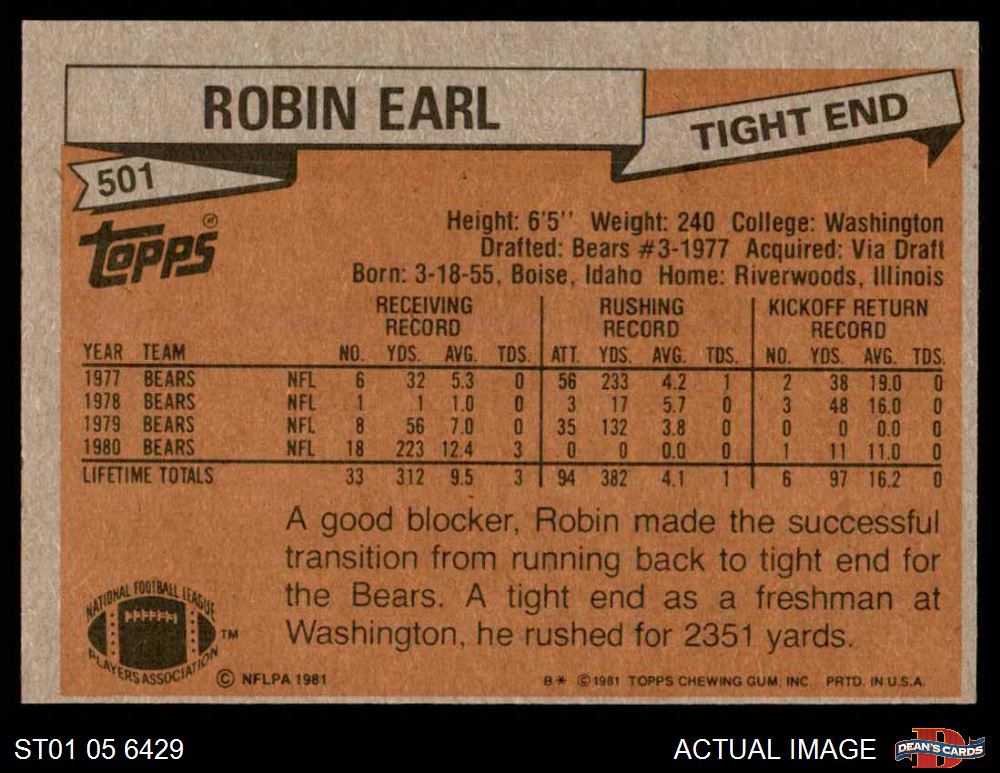 ROBIN EARL
TIGHT END
501
TOPPS®
Height: 6'5'' Weight: 240 College: Washington
Drafted: Bears #3-1977 Acquired: Via Draft
Born: 3-18-55, Boise, Idaho Home: Riverwoods, Illinois
RECEIVING RECORD RUSHING RECORD KICKOFF RETURN RECORD
YEAR TEAM NO. YDS. AVG. TDS. ATT. YDS. AVG. TDS. NO. YDS. AVG. TDS.
1977 BEARS NFL 6 32 5.3 0 56 233 4.2 1 2 38 19.0 0
1978 BEARS NFL 1 1 1.0 0 3 17 5.7 0 3 48 16.0 0
1979 BEARS NFL 8 56 7.0 0 35 132 3.8 0 0 0 0.0 0
1980 BEARS NFL 18 223 12.4 3 0 0 0.0 0 1 11 11.0 0
LIFETIME TOTALS 33 312 9.5 3 94 382 4.1 1 6 97 16.2 0
A good blocker, Robin made the successful
transition from running back to tight end for
the Bears. A tight end as a freshman at
Washington, he rushed for 2351 yards.
NATIONAL FOOTBALL LEAGUE
PLAYERS ASSOCIATION
TM
© NFLPA 1981
B* © 1981 TOPPS CHEWING GUM, INC. PRTD. IN U.S.A.
ST01 05 6429
ACTUAL IMAGE
D
DEAN'S CARDS